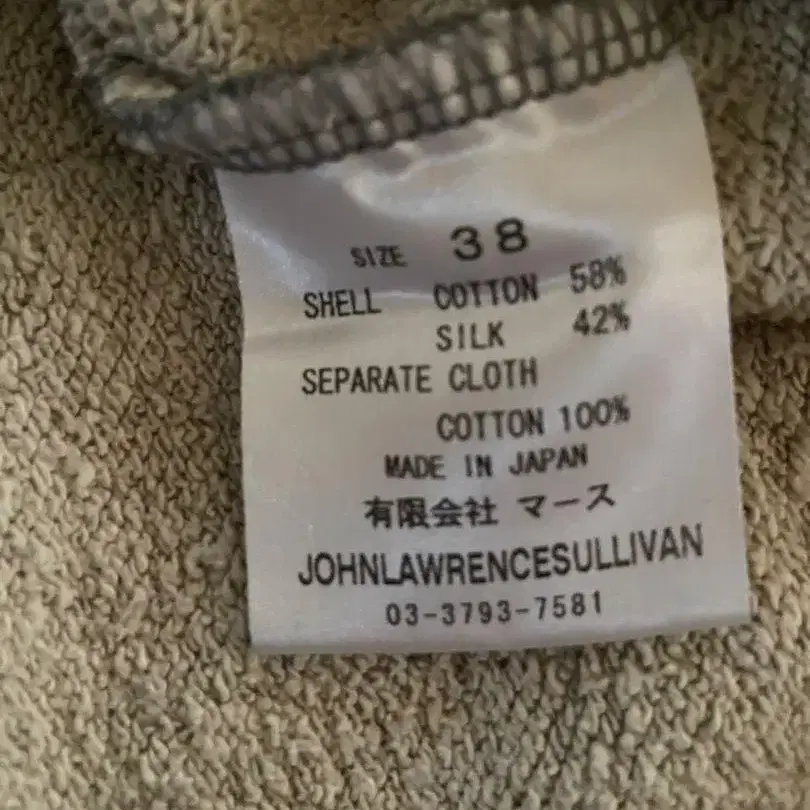 SIZE 38
SHELL COTTON 58%
SILK 42%
SEPARATE CLOTH
COTTON 100%
MADE IN JAPAN
有限会社 マース
JOHNLAWRENCESULLIVAN
03-3793-7581